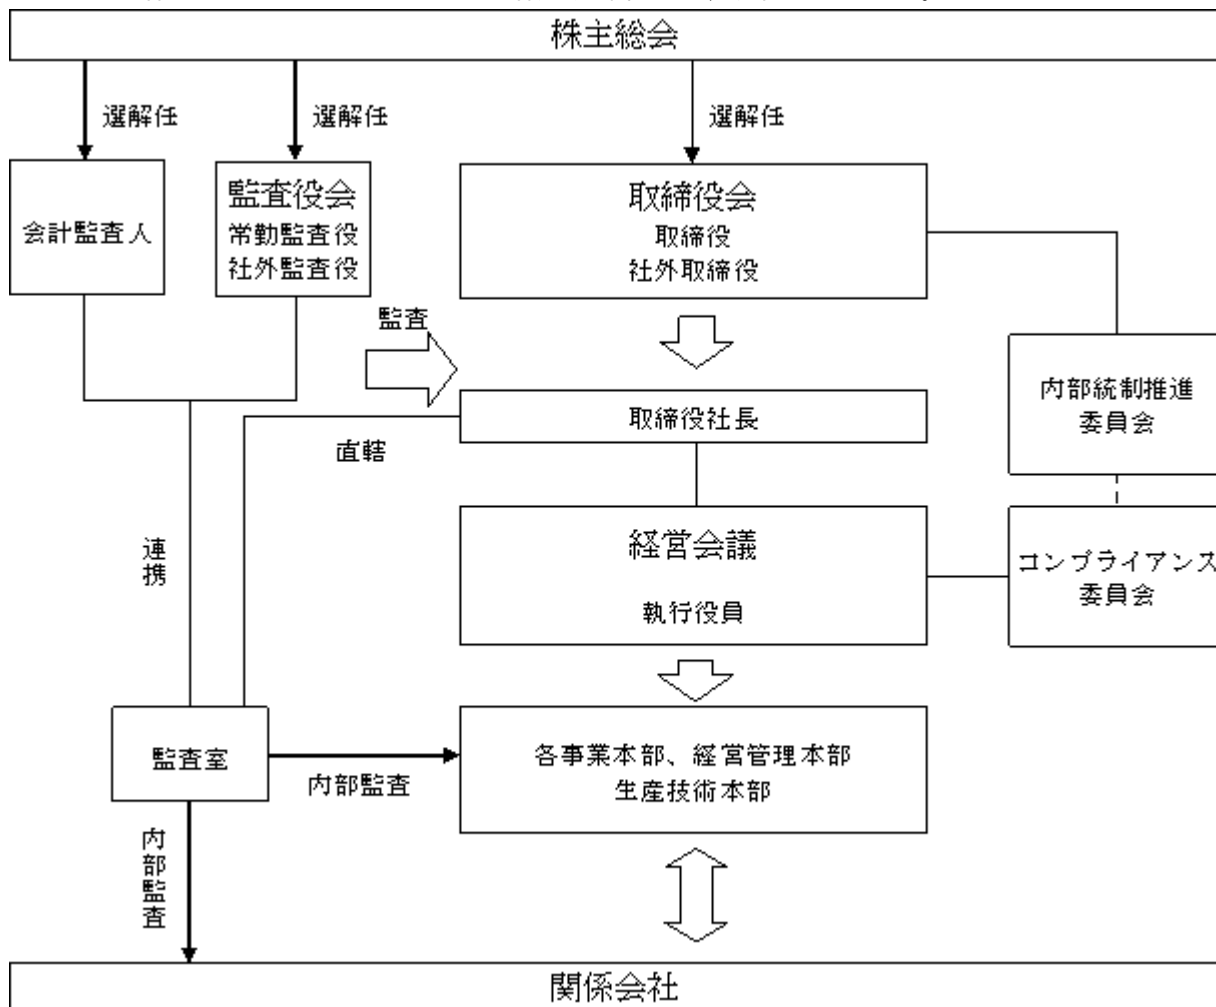 株主総会
選解任
選解任
選解任
会計監査人
監査役会
常勤監査役
社外監査役
取締役会
取締役
社外取締役
監査
内部統制推進
委員会
取締役社長
直轄
連携
経営会議
執行役員
コンプライアンス
委員会
監査室
内部監査
各事業本部、経営管理本部
生産技術本部
内部監査
関係会社